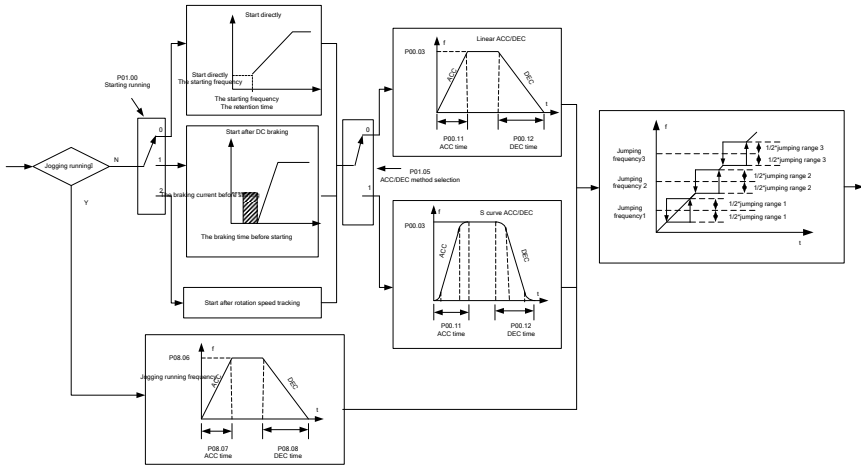 P01.00
Starting running
Jogging running?
N
Y
0
1
2
Start directly
Start directly
The starting frequency
The starting frequency
The retention time
Start after DC braking
The braking current before starting
The braking time before starting
Start after rotation speed tracking
0
1
P01.05
ACC/DEC method selection
Linear ACC/DEC
f
P00.03
ACC
DEC
t
P00.11
ACC time
P00.12
DEC time
S curve ACC/DEC
f
P00.03
ACC
DEC
t
P00.11
ACC time
P00.12
DEC time
f
P08.06
Jogging running frequency
ACC
DEC
t
P08.07
ACC time
P08.08
DEC time
f
Jumping
frequency3
1/2*jumping range 3
1/2*jumping range 3
Jumping
frequency 2
1/2*jumping range 2
1/2*jumping range 2
Jumping
frequency1
1/2*jumping range 1
1/2*jumping range 1
t